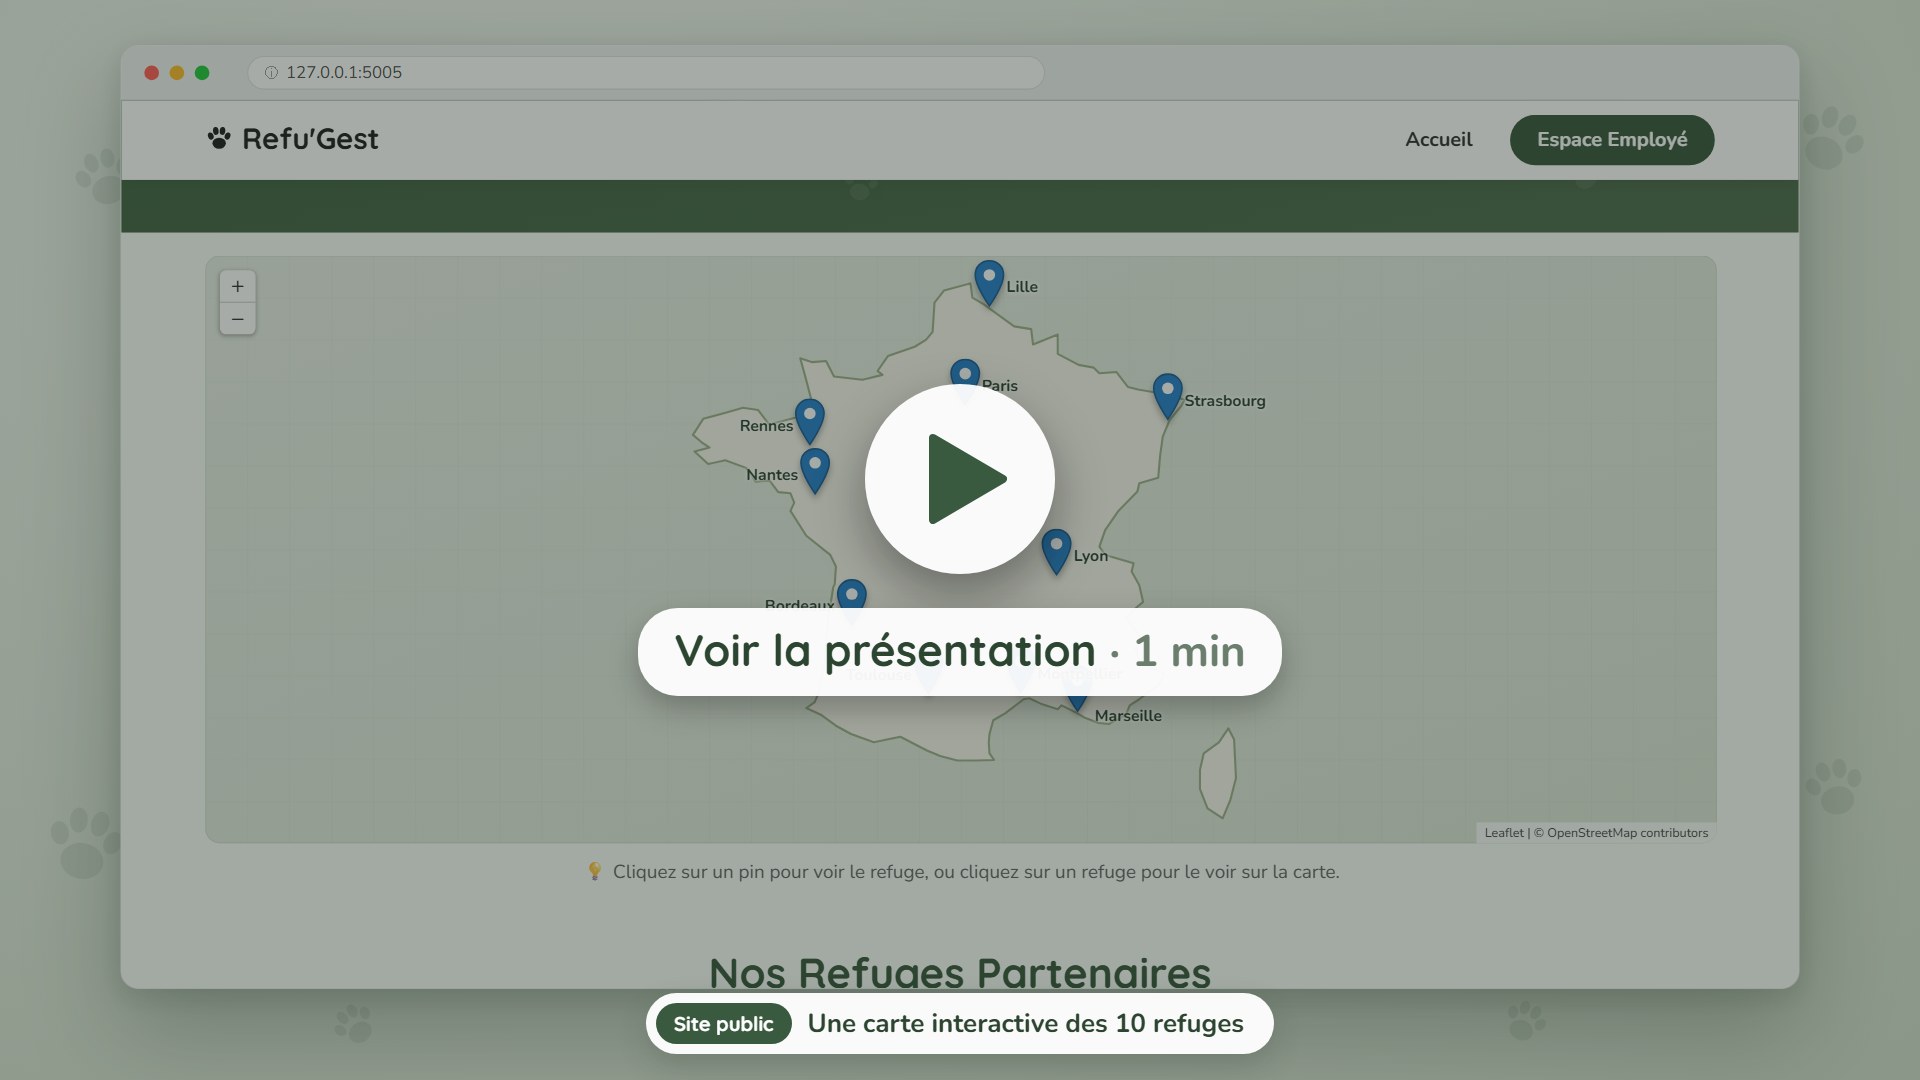 127.0.0.1:5005
Refu'Gest
Accueil
Espace Employé
+
−
Lille
Paris
Strasbourg
Rennes
Nantes
Lyon
Bordeaux
Voir la présentation · 1 min
Toulouse
Montpellier
Marseille
Leaflet | © OpenStreetMap contributors
💡 Cliquez sur un pin pour voir le refuge, ou cliquez sur un refuge pour le voir sur la carte.
Nos Refuges Partenaires
Site public Une carte interactive des 10 refuges